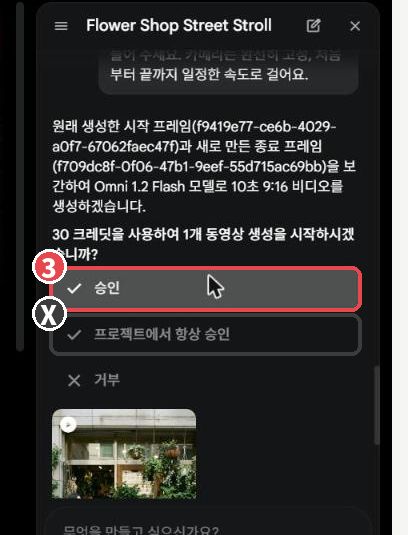 Flower Shop Street Stroll
들어 주세요. 카메라는 완전히 고정, 처음
부터 끝까지 일정한 속도로 걸어요.
원래 생성한 시작 프레임(f9419e77-ce6b-4029-
a0f7-67062faec47f)과 새로 만든 종료 프레임
(f709dc8f-0f06-47b1-9eef-55d715ac69bb)을 보
간하여 Omni 1.2 Flash 모델로 10초 9:16 비디오를
생성하겠습니다.
30 크레딧을 사용하여 1개 동영상 생성을 시작하시겠
습니까?
3
승인
X
프로젝트에서 항상 승인
거부
무엇을 만들고 싶으신가요?